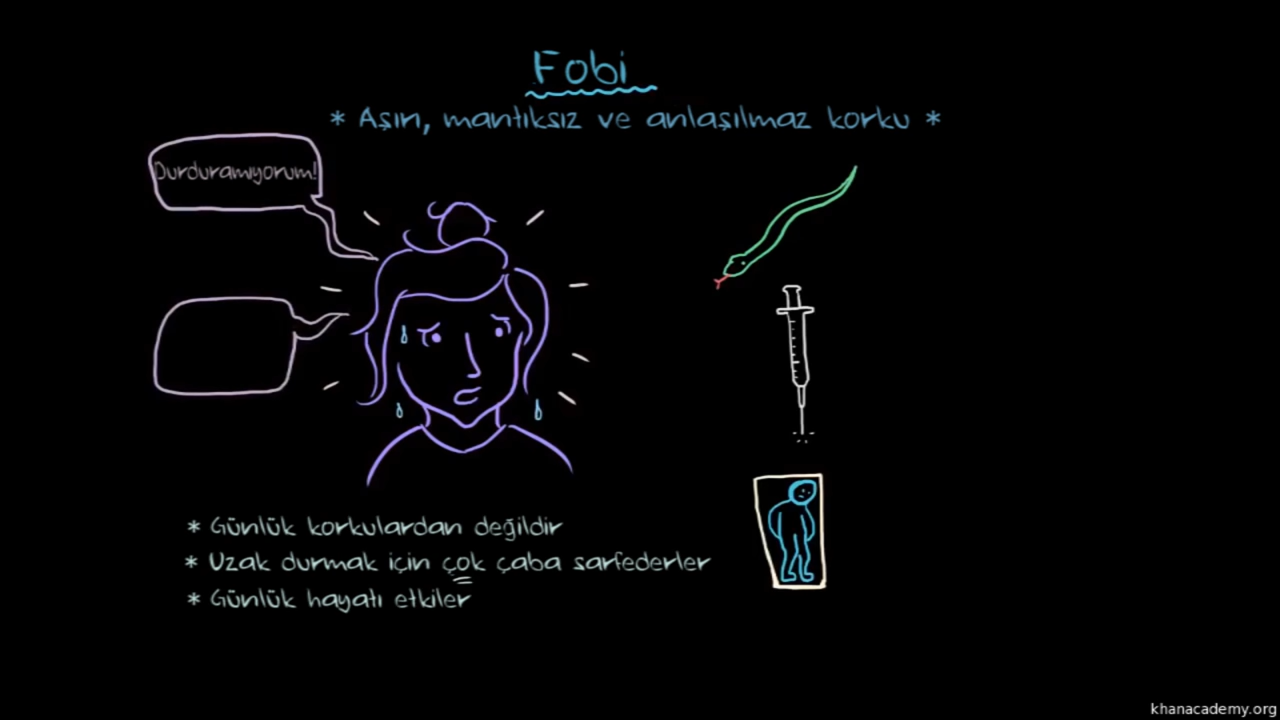 Fobi
* Aşırı, mantıksız ve anlaşılmaz korku *
Durduramıyorum!
* Günlük korkulardan değildir
* Uzak durmak için çok çaba sarfederler
* Günlük hayatı etkiler
khanacademy.org